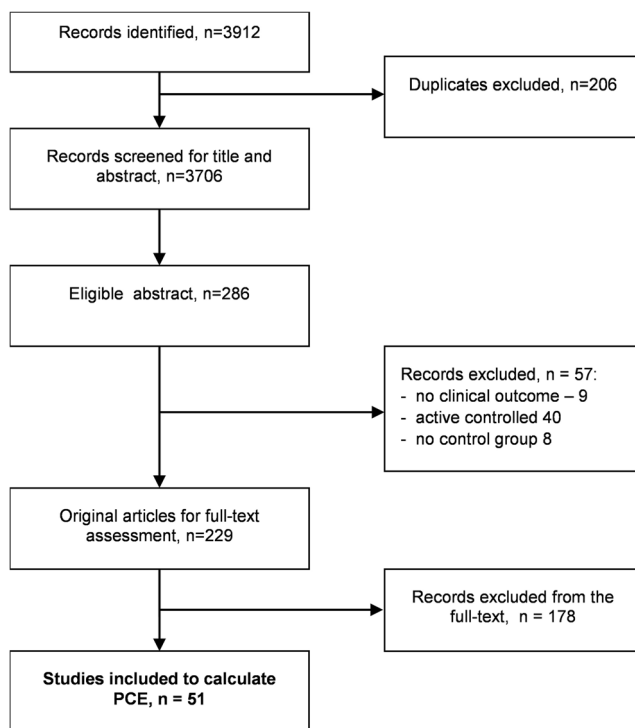 Records identified, n=3912
Duplicates excluded, n=206
Records screened for title and
abstract, n=3706
Eligible abstract, n=286
Records excluded, n = 57:
- no clinical outcome – 9
- active controlled 40
- no control group 8
Original articles for full-text
assessment, n=229
Records excluded from the
full-text, n = 178
Studies included to calculate
PCE, n = 51